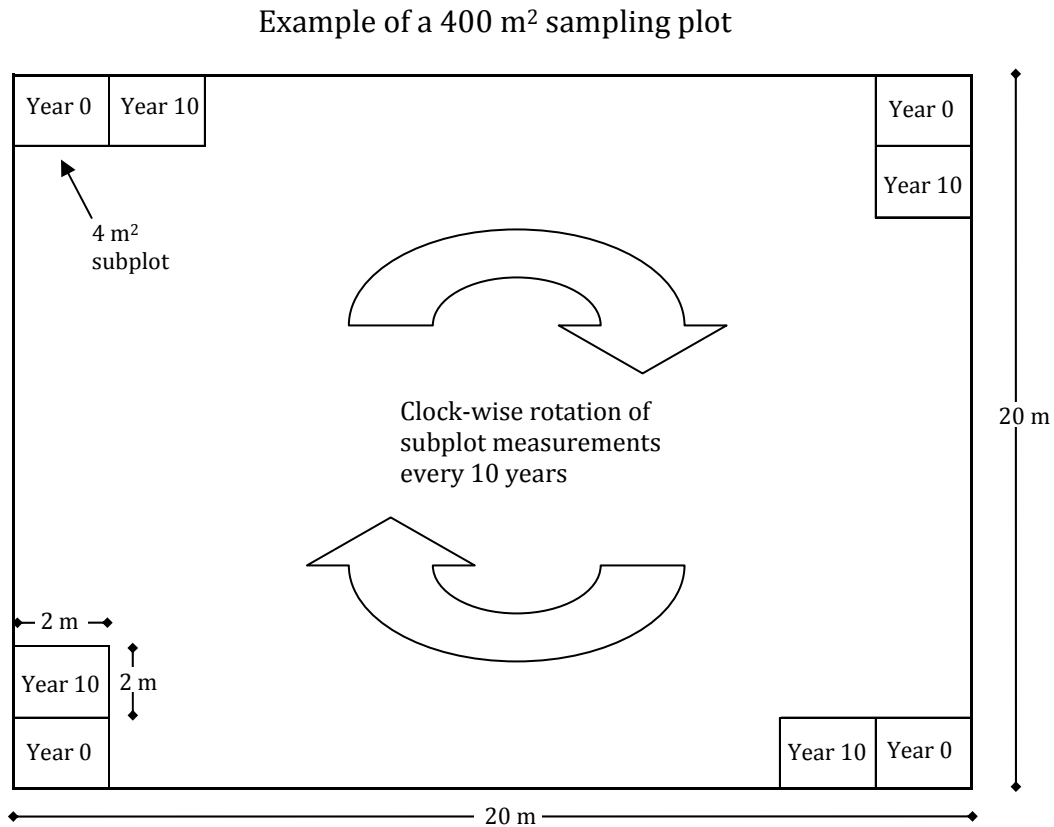 Example of a 400 m² sampling plot
Year 0
Year 10
Year 0
Year 10
4 m²
subplot
Clock-wise rotation of
subplot measurements
every 10 years
20 m
2 m
Year 10
2 m
Year 0
Year 10
Year 0
20 m